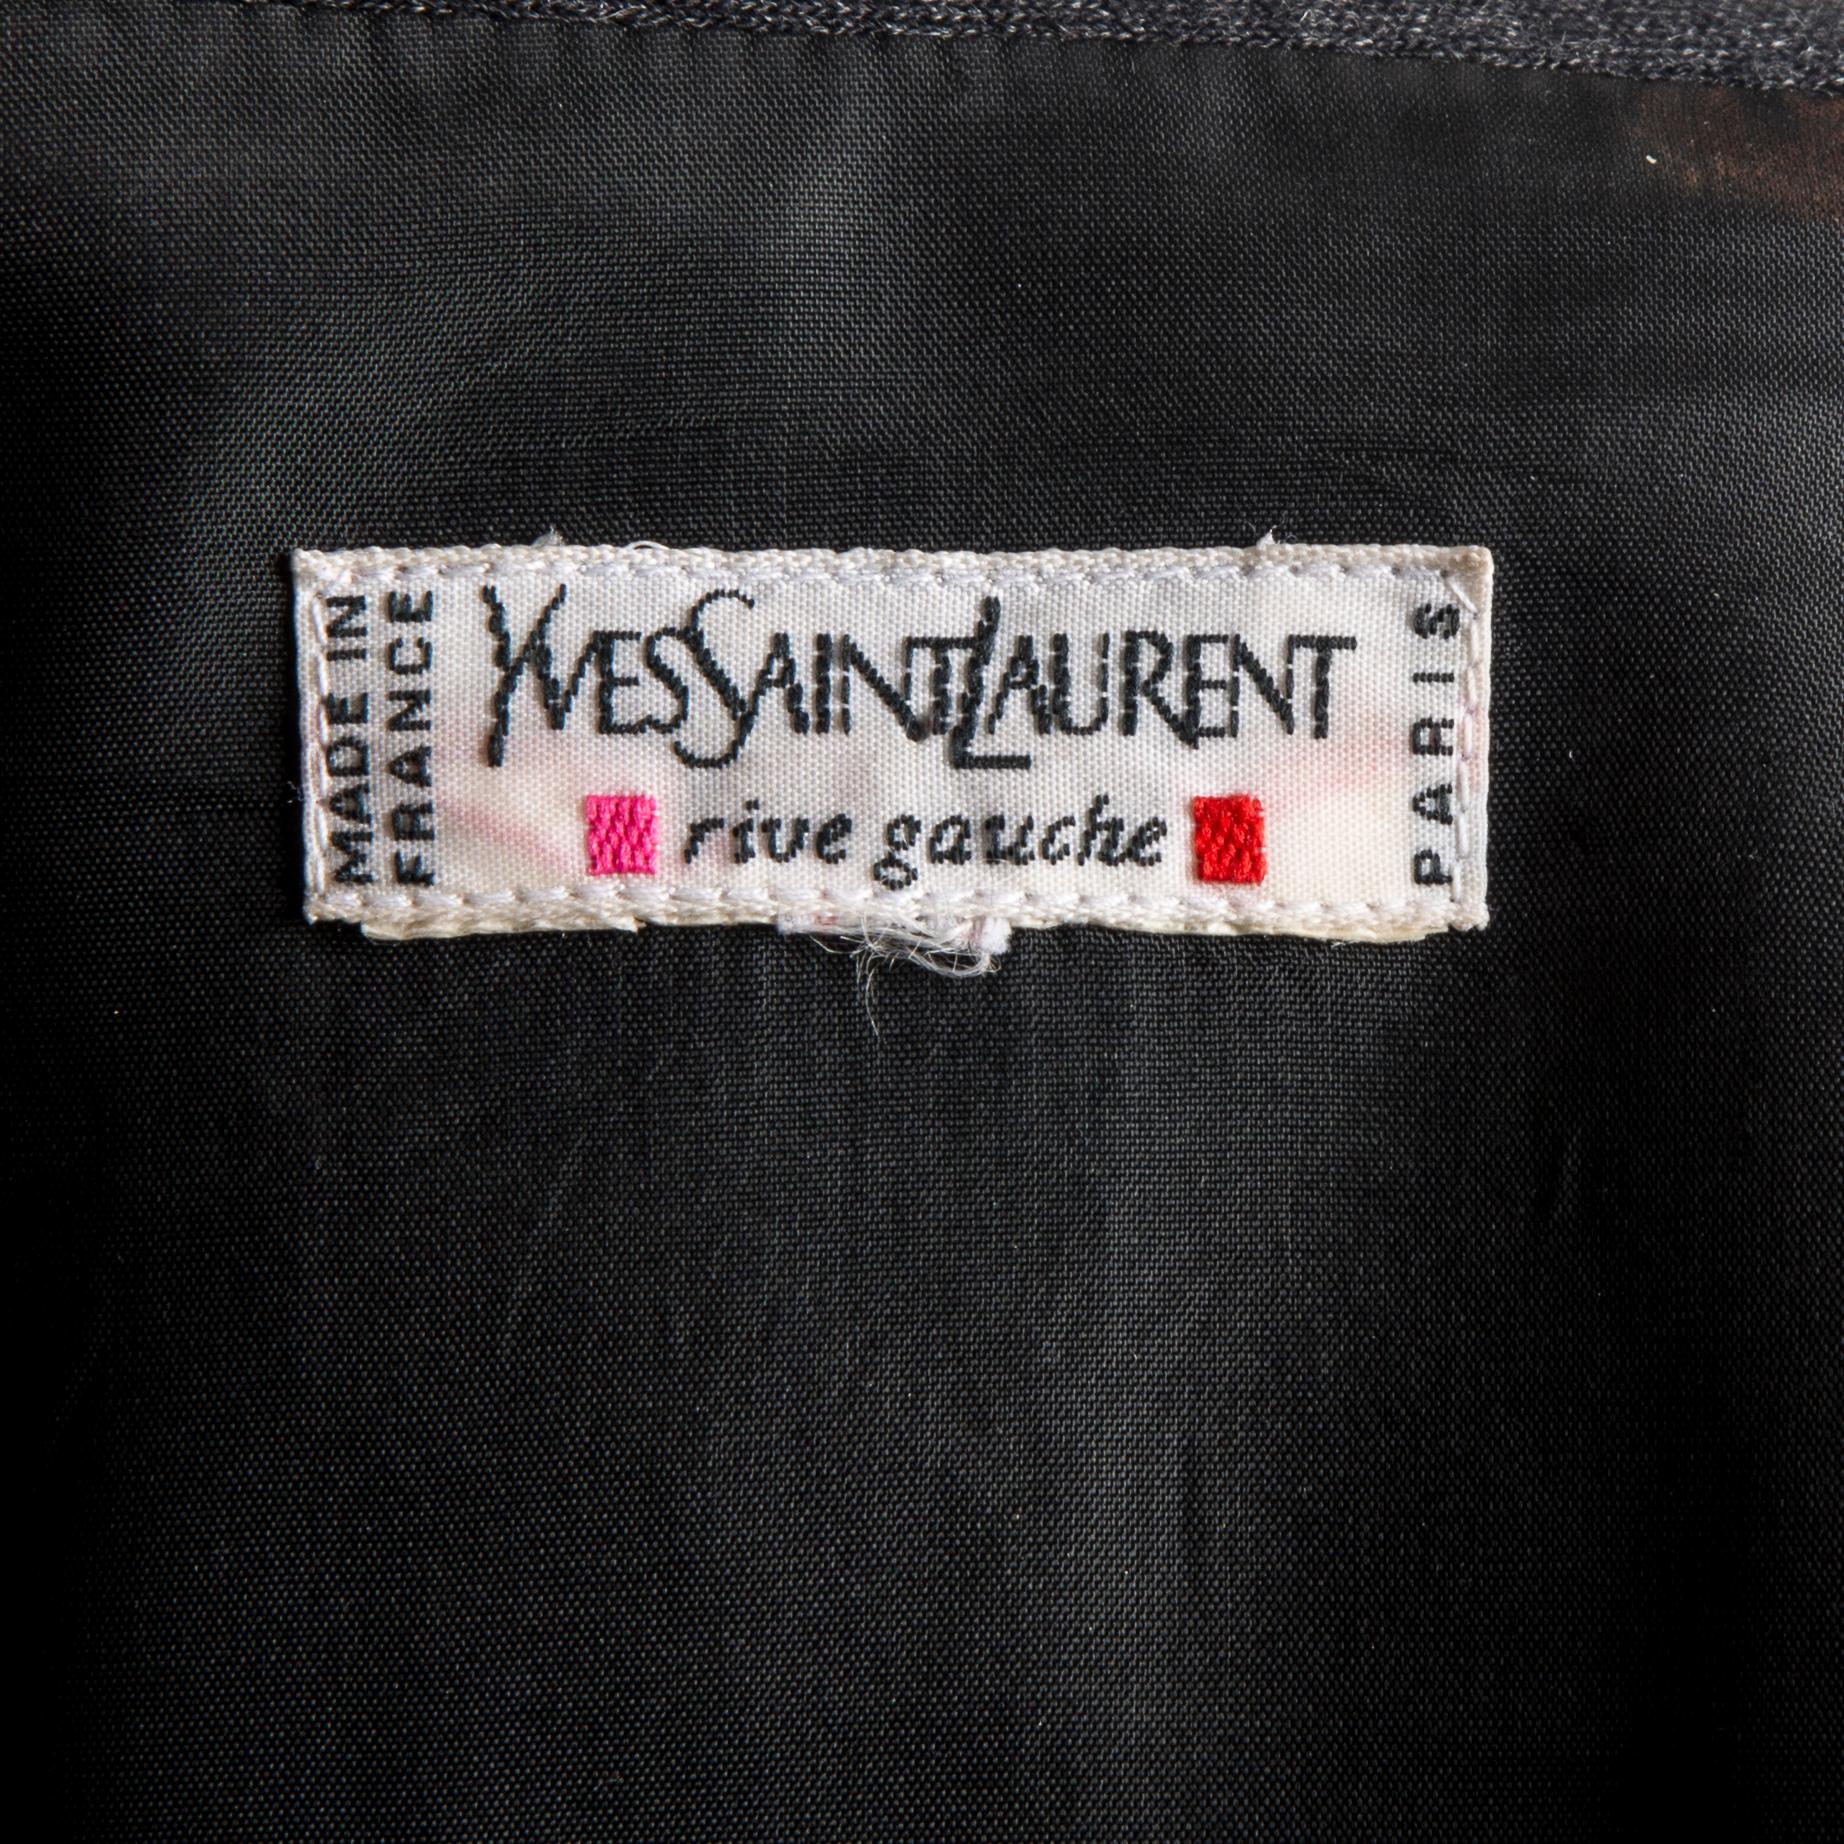 MADE IN
FRANCE
YVESSAINTLAURENT
rive gauche
PARIS